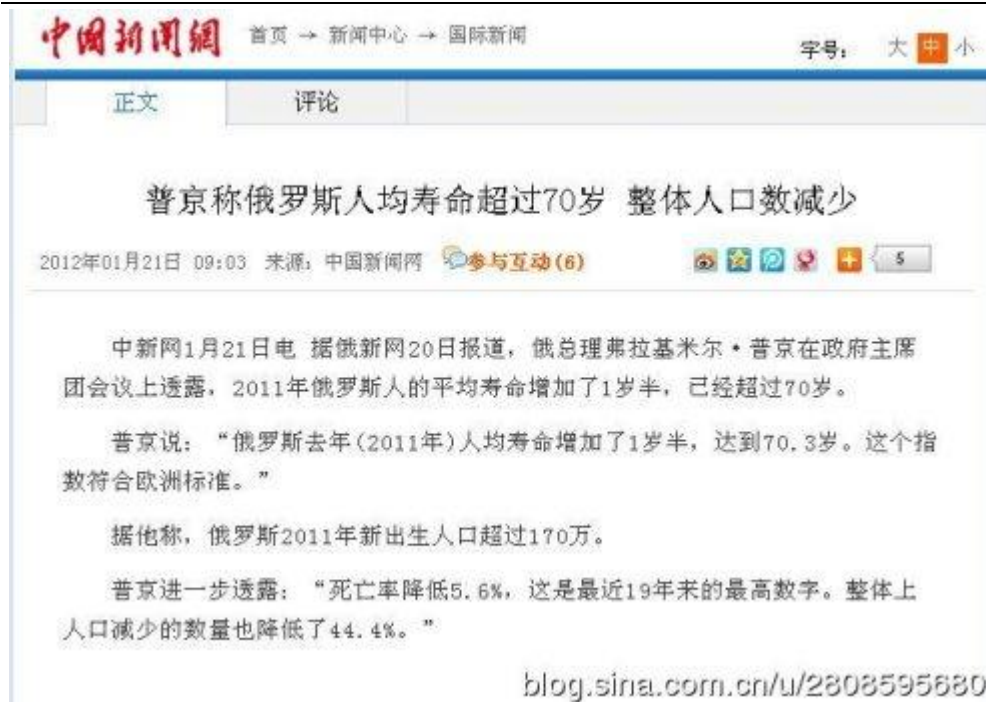 中國新聞網 首页 → 新闻中心 → 国际新闻
字号： 大 中 小
正文 评论
普京称俄罗斯人均寿命超过70岁 整体人口数减少
2012年01月21日 09:03 来源：中国新闻网 参与互动(6) 5
中新网1月21日电 据俄新网20日报道，俄总理弗拉基米尔·普京在政府主席
团会议上透露，2011年俄罗斯人的平均寿命增加了1岁半，已经超过70岁。
普京说：“俄罗斯去年(2011年)人均寿命增加了1岁半，达到70.3岁。这个指
数符合欧洲标准。”
据他称，俄罗斯2011年新出生人口超过170万。
普京进一步透露：“死亡率降低5.6%，这是最近19年来的最高数字。整体上
人口减少的数量也降低了44.4%。”
blog.sina.com.cn/u/2808595680